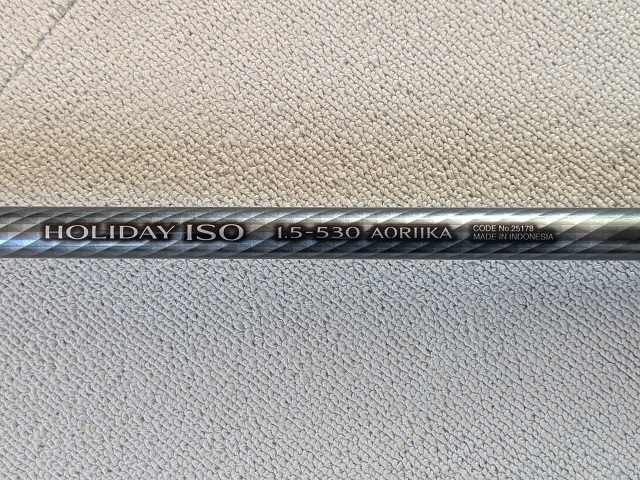 HOLIDAY ISO 1.5-530 AORIIKA
CODE No.25178
MADE IN INDONESIA